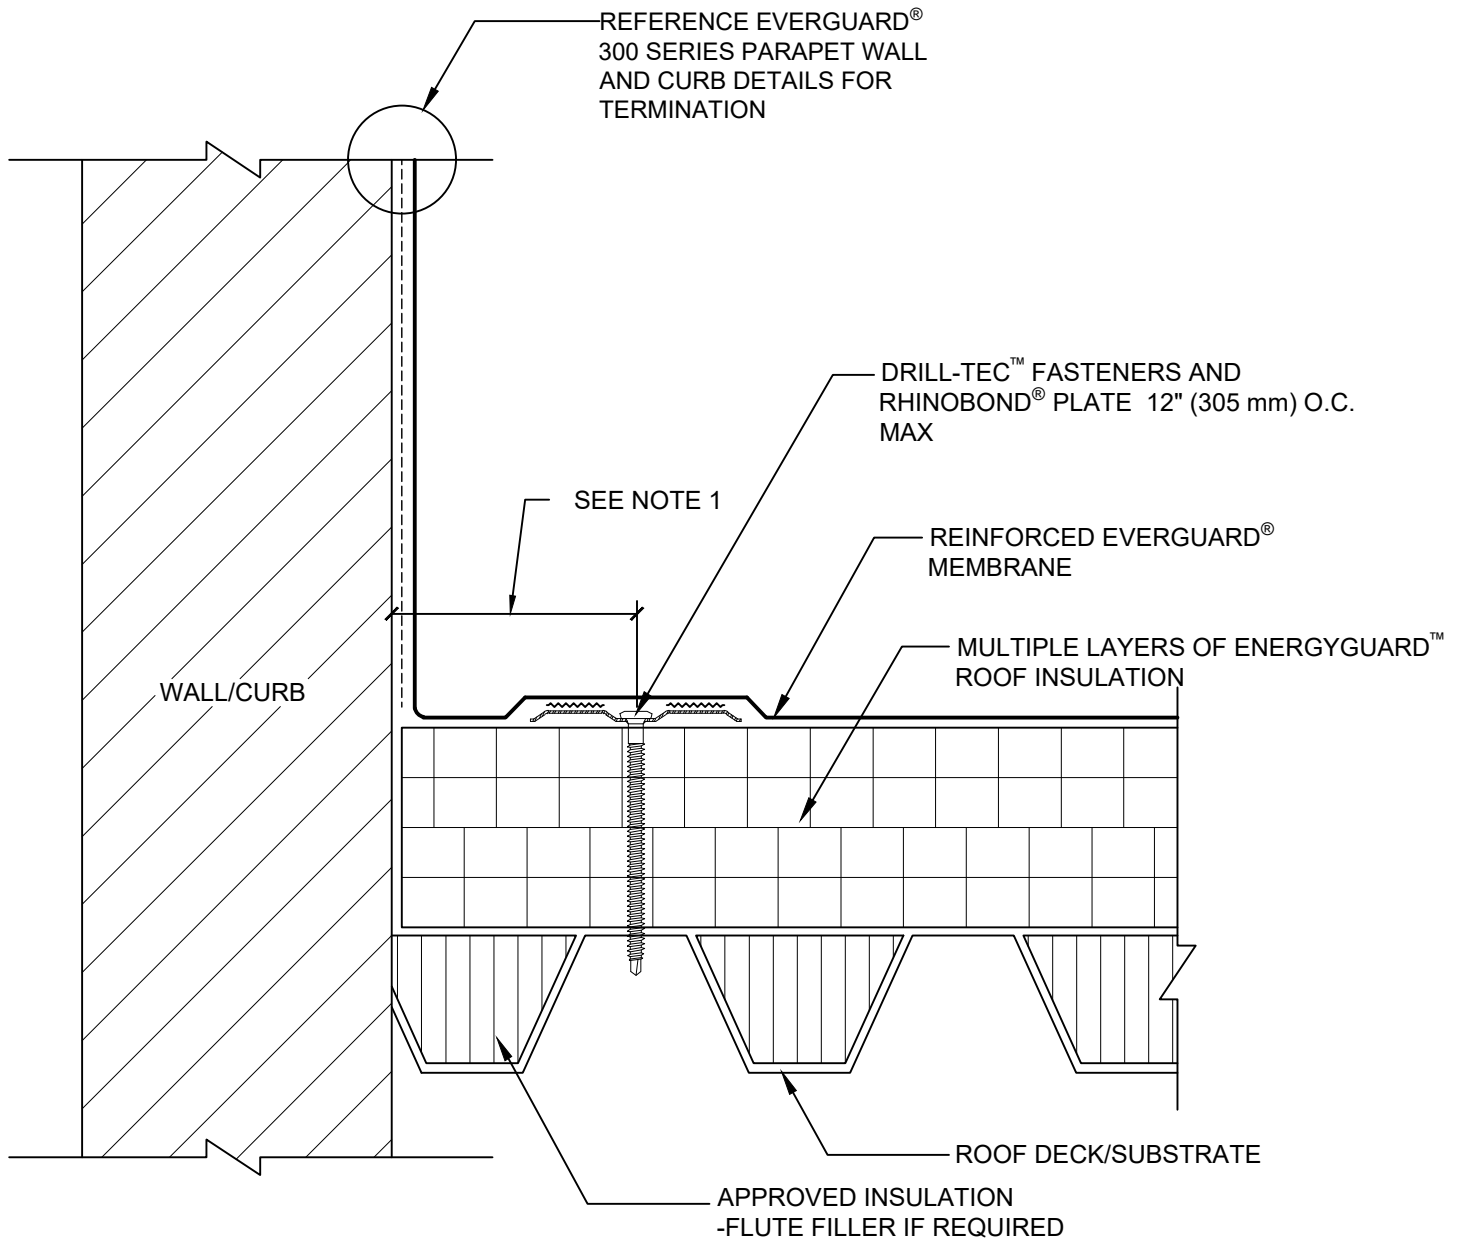 REFERENCE EVERGUARD®
300 SERIES PARAPET WALL
AND CURB DETAILS FOR
TERMINATION
DRILL-TEC™ FASTENERS AND
RHINOBOND® PLATE 12" (305 mm) O.C.
MAX
SEE NOTE 1
REINFORCED EVERGUARD®
MEMBRANE
MULTIPLE LAYERS OF ENERGYGUARD™
ROOF INSULATION
WALL/CURB
ROOF DECK/SUBSTRATE
APPROVED INSULATION
-FLUTE FILLER IF REQUIRED